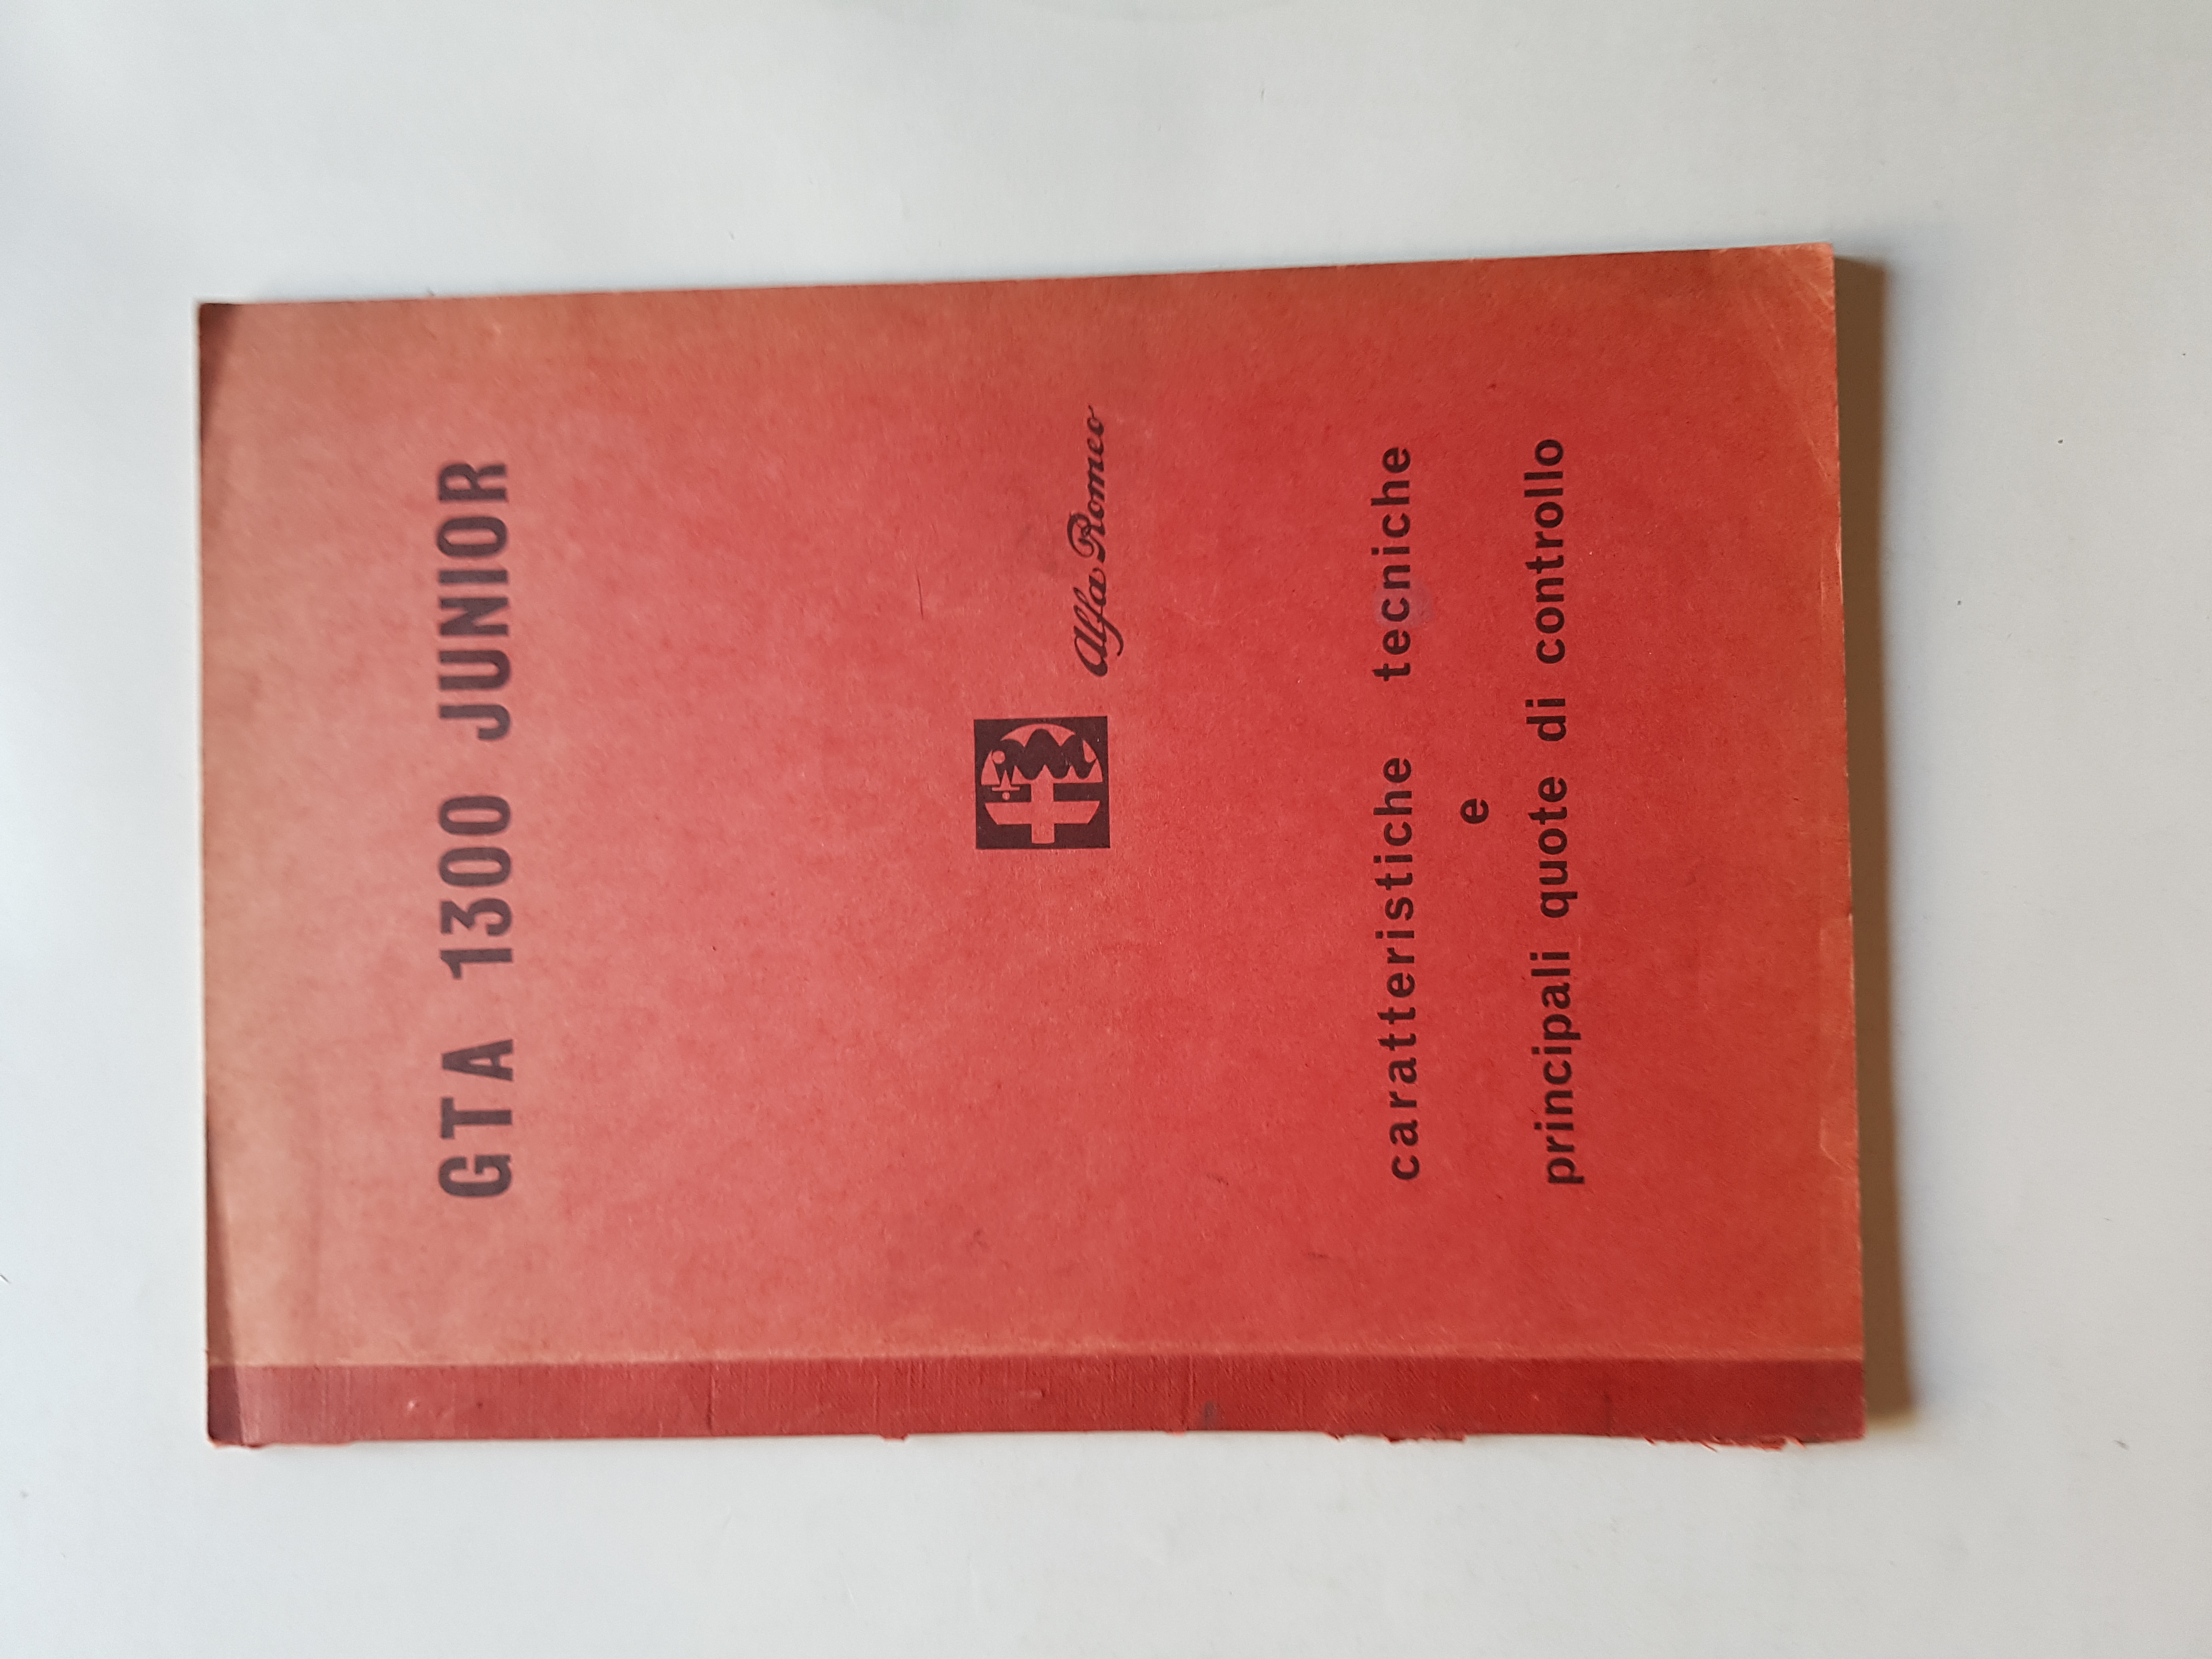 GTA 1300 JUNIOR
Alfa Romeo
caratteristiche tecniche
e
principali quote di controllo